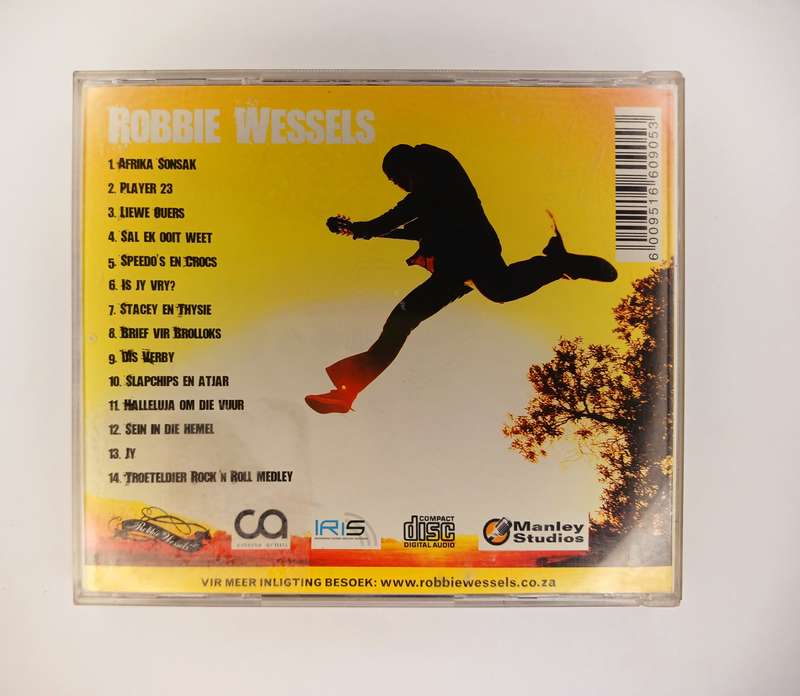 ROBBIE WESSELS
1. AFRIKA SONSAK
2. PLAYER 23
3. LIEWE OUERS
4. SAL EK OOIT WEET
5. SPEEDO'S EN CROCS
6. IS JY VRY?
7. STACEY EN THYSIE
8. BRIEF VIR BROLLOKS
9. DIS VERBY
10. SLAPCHIPS EN ATJAR
11. HALLELUJA OM DIE VUUR
12. SEIN IN DIE HEMEL
13. JY
14. TROETELDIER ROCK 'N ROLL MEDLEY
6 009516 609053
Robbie Wessels
ca
IRIS
COMPACT
disc
DIGITAL AUDIO
Manley
Studios
VIR MEER INLIGTING BESOEK: www.robbiewessels.co.za